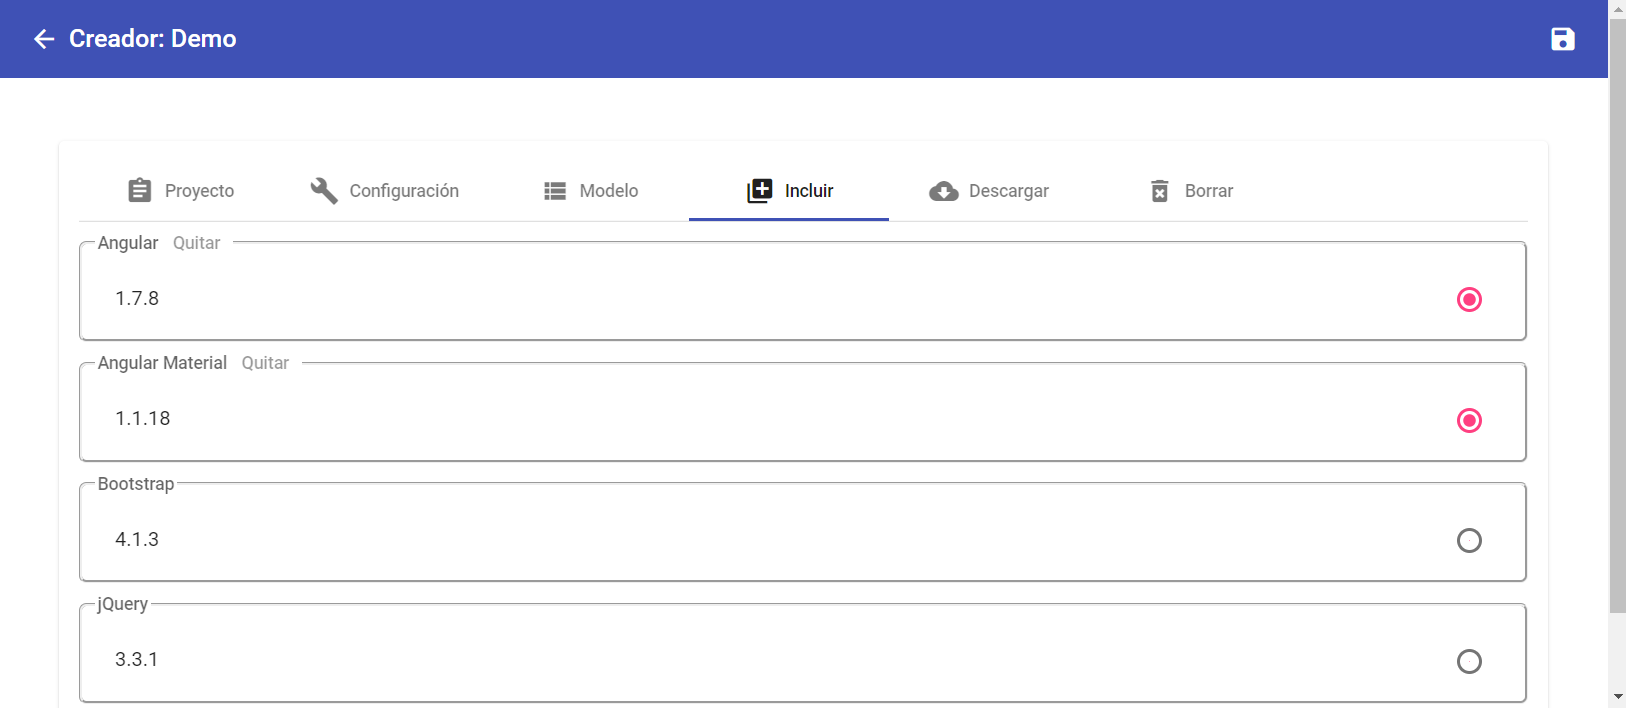 Creador: Demo
Proyecto Configuración Modelo Incluir Descargar Borrar
Angular Quitar
1.7.8
Angular Material Quitar
1.1.18
Bootstrap
4.1.3
jQuery
3.3.1